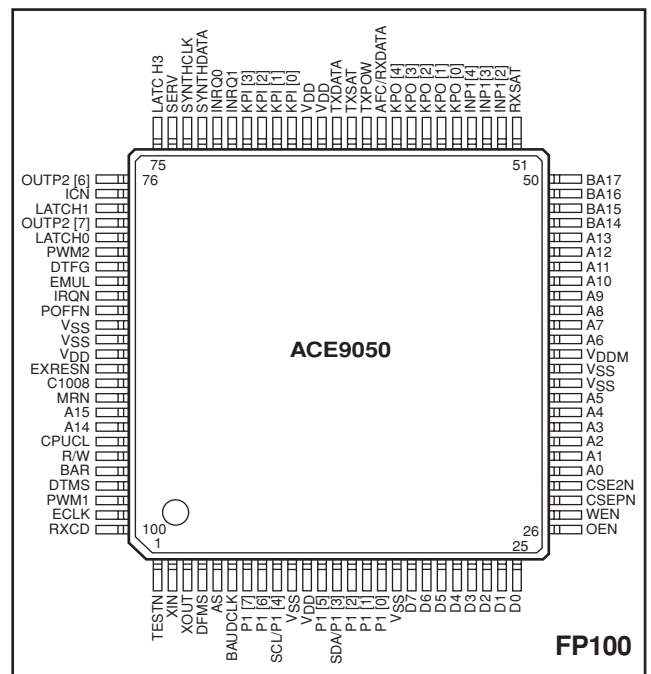 LATC H3
SERV
SYNTHCLK
SYNTHDATA
INRQ0
INRQ1
KPI [3]
KPI [2]
KPI [1]
KPI [0]
VDD
VDD
TXDATA
TXSAT
TXPOW
AFC/RXDATA
KPO [4]
KPO [3]
KPO [2]
KPO [1]
KPO [0]
INP1 [4]
INP1 [3]
INP1 [2]
RXSAT
75
51
76
50
OUTP2 [6]
ICN
LATCH1
OUTP2 [7]
LATCH0
PWM2
DTFG
EMUL
IRQN
POFFN
VSS
VSS
VDD
EXRESN
C1008
MRN
A15
A14
CPUCL
R/W
BAR
DTMS
PWM1
ECLK
RXCD
ACE9050
BA17
BA16
BA15
BA14
A13
A12
A11
A10
A9
A8
A7
A6
VDDM
VSS
VSS
A5
A4
A3
A2
A1
A0
CSE2N
CSEPN
WEN
OEN
100
26
1
25
TESTN
XIN
XOUT
DFMS
AS
BAUDCLK
P1 [7]
P1 [6]
SCL/P1 [4]
VSS
VDD
P1 [5]
SDA/P1 [3]
P1 [2]
P1 [1]
P1 [0]
VSS
D7
D6
D5
D4
D3
D2
D1
D0
FP100